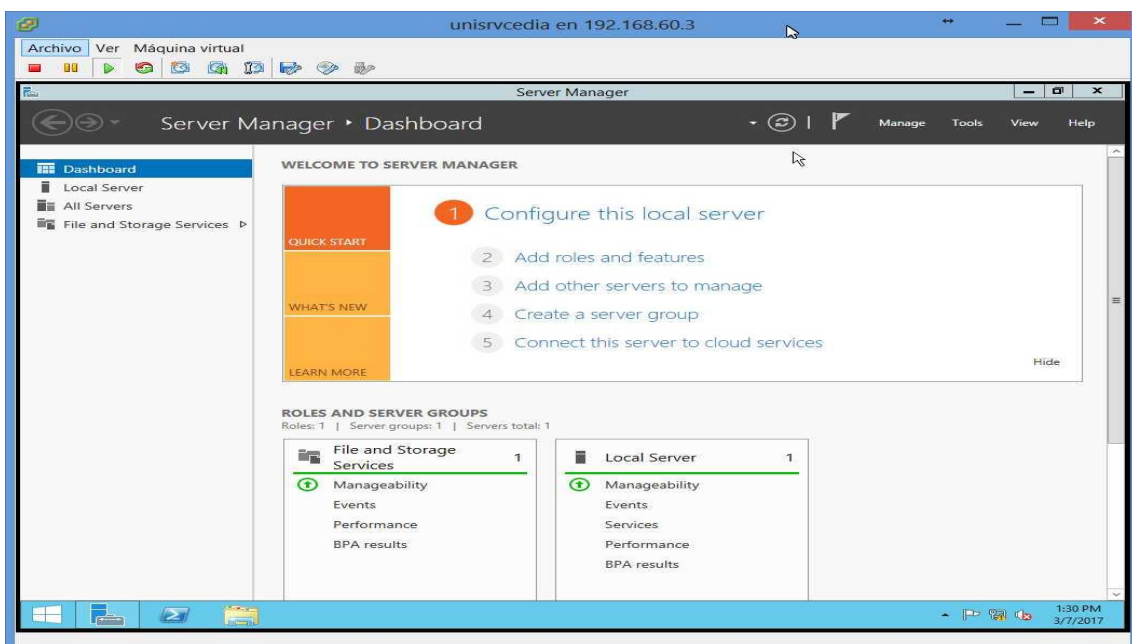 unisrvcedia en 192.168.60.3
Archivo Ver Máquina virtual
Server Manager
Server Manager • Dashboard
Manage Tools View Help
Dashboard
Local Server
All Servers
File and Storage Services
WELCOME TO SERVER MANAGER
QUICK START
WHAT'S NEW
LEARN MORE
1 Configure this local server
2 Add roles and features
3 Add other servers to manage
4 Create a server group
5 Connect this server to cloud services
Hide
ROLES AND SERVER GROUPS
Roles: 1 | Server groups: 1 | Servers total: 1
File and Storage
Services 1
Manageability
Events
Performance
BPA results
Local Server 1
Manageability
Events
Services
Performance
BPA results
1:30 PM
3/7/2017